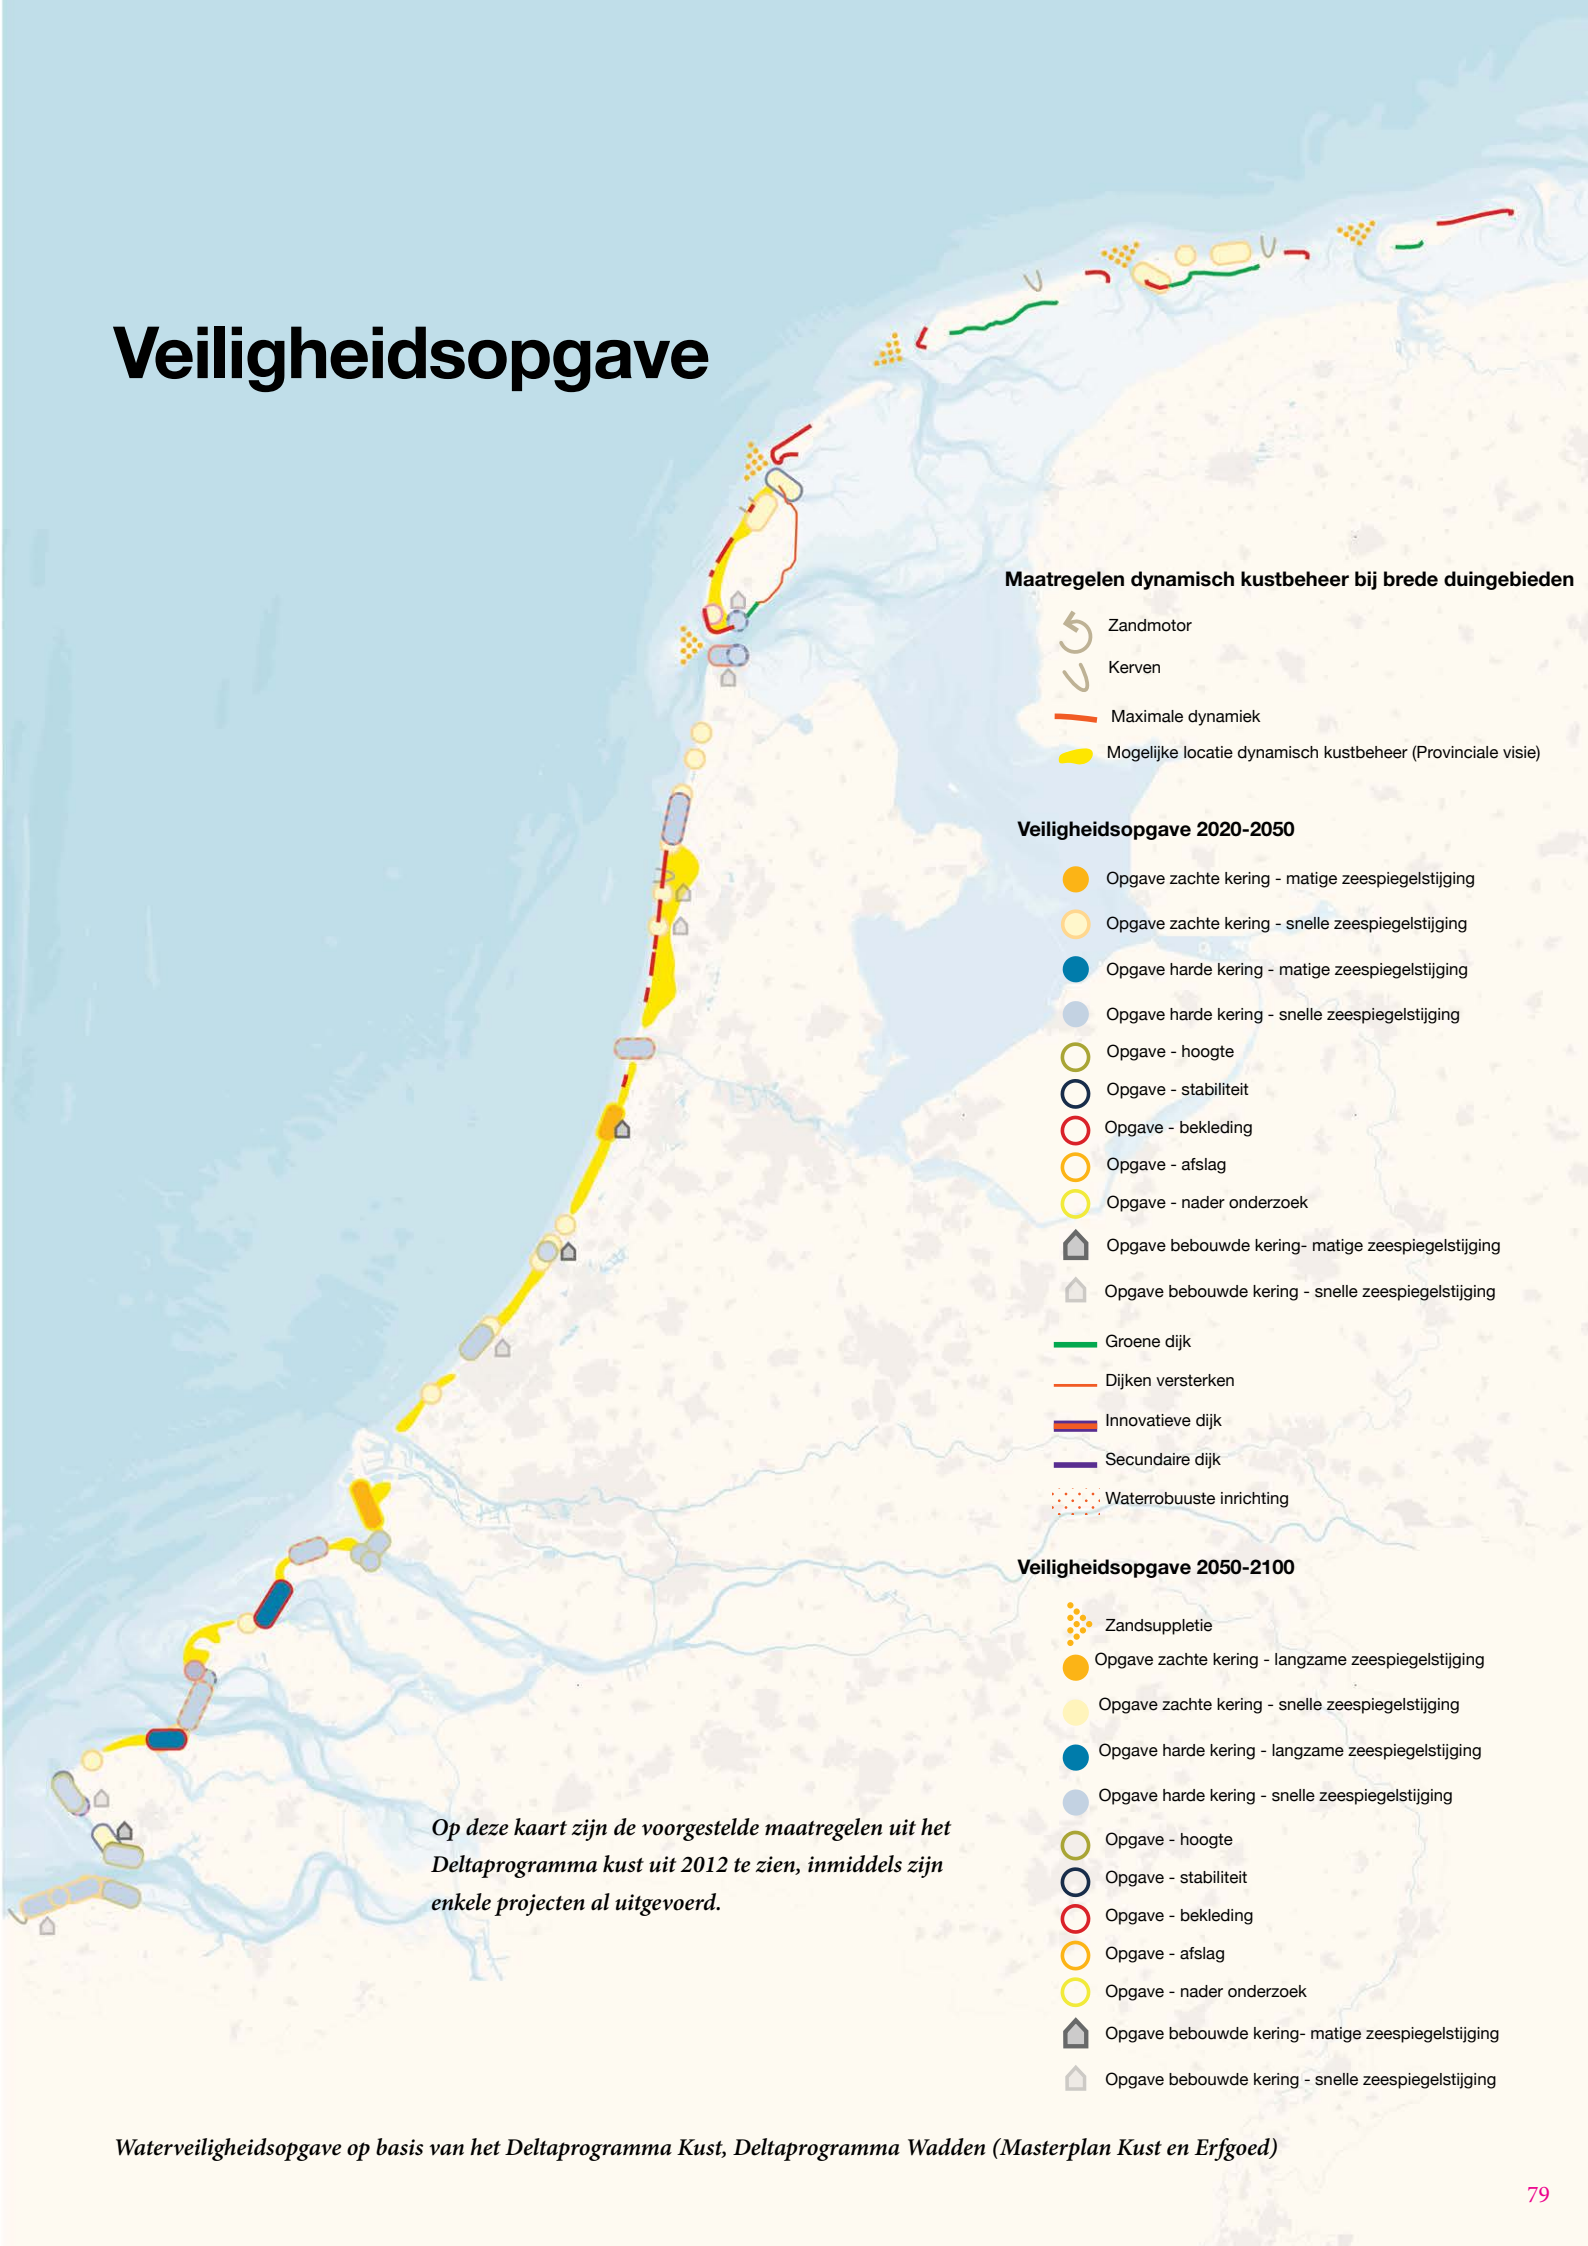 Veiligheidsopgave
Maatregelen dynamisch kustbeheer bij brede duingebieden
Zandmotor
Kerven
Maximale dynamiek
Mogelijke locatie dynamisch kustbeheer (Provinciale visie)
Veiligheidsopgave 2020-2050
Opgave zachte kering - matige zeespiegelstijging
Opgave zachte kering - snelle zeespiegelstijging
Opgave harde kering - matige zeespiegelstijging
Opgave harde kering - snelle zeespiegelstijging
Opgave - hoogte
Opgave - stabiliteit
Opgave - bekleding
Opgave - afslag
Opgave - nader onderzoek
Opgave bebouwde kering- matige zeespiegelstijging
Opgave bebouwde kering - snelle zeespiegelstijging
Groene dijk
Dijken versterken
Innovatieve dijk
Secundaire dijk
Waterrobuuste inrichting
Veiligheidsopgave 2050-2100
Zandsuppletie
Opgave zachte kering - langzame zeespiegelstijging
Opgave zachte kering - snelle zeespiegelstijging
Opgave harde kering - langzame zeespiegelstijging
Opgave harde kering - snelle zeespiegelstijging
Opgave - hoogte
Opgave - stabiliteit
Opgave - bekleding
Opgave - afslag
Opgave - nader onderzoek
Opgave bebouwde kering- matige zeespiegelstijging
Opgave bebouwde kering - snelle zeespiegelstijging
Op deze kaart zijn de voorgestelde maatregelen uit het
Deltaprogramma kust uit 2012 te zien, inmiddels zijn
enkele projecten al uitgevoerd.
Waterveiligheidsopgave op basis van het Deltaprogramma Kust, Deltaprogramma Wadden (Masterplan Kust en Erfgoed)
79